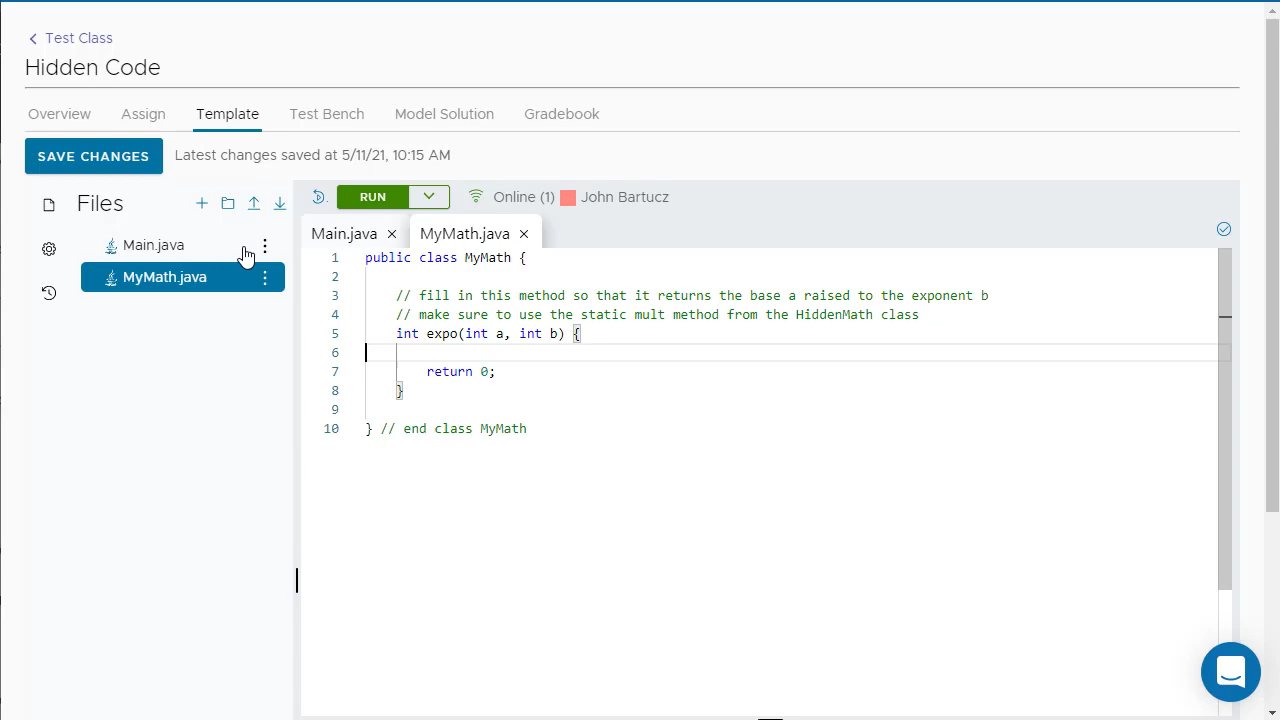 Test Class
Hidden Code
Overview Assign Template Test Bench Model Solution Gradebook
SAVE CHANGES Latest changes saved at 5/11/21, 10:15 AM
Files
RUN Online (1) John Bartucz
Main.java
MyMath.java
Main.java × MyMath.java ×
1 public class MyMath {
2
3 // fill in this method so that it returns the base a raised to the exponent b
4 // make sure to use the static mult method from the HiddenMath class
5 int expo(int a, int b) {
6
7 return 0;
8 }
9
10 } // end class MyMath